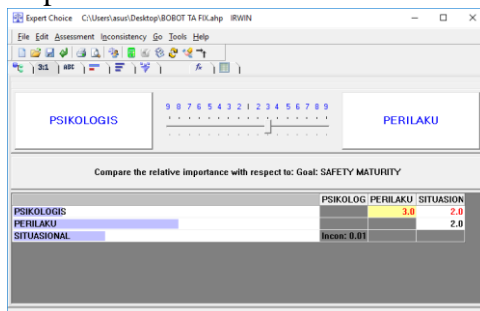 Expert Choice C:\Users\asus\Desktop\BOBOT TA FIX.ahp IRWIN
File Edit Assessment Inconsistency Go Tools Help
3:1 ABC
PSIKOLOGIS
9 8 7 6 5 4 3 2 1 2 3 4 5 6 7 8 9
PERILAKU
Compare the relative importance with respect to: Goal: SAFETY MATURITY
PSIKOLOG PERILAKU SITUASION
PSIKOLOGIS 3.0 2.0
PERILAKU 2.0
SITUASIONAL Incon: 0.01